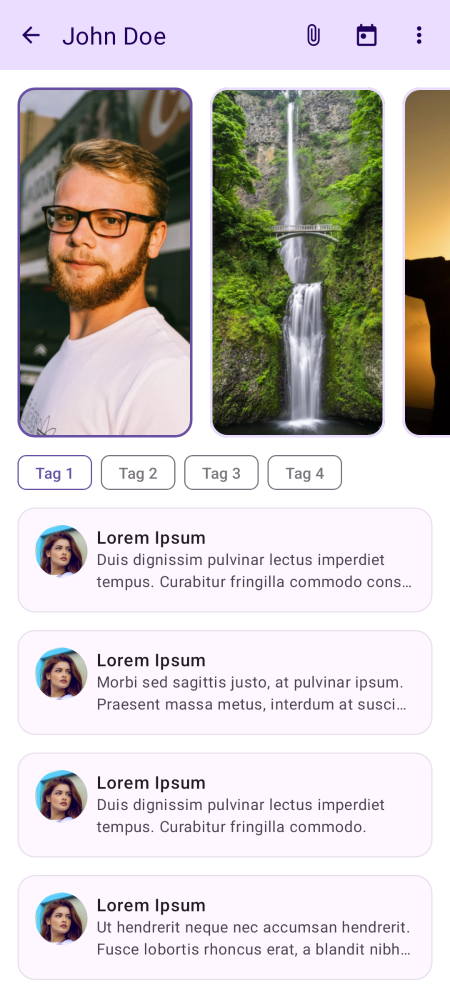 John Doe
Tag 1
Tag 2
Tag 3
Tag 4
Lorem Ipsum
Duis dignissim pulvinar lectus imperdiet
tempus. Curabitur fringilla commodo cons…
Lorem Ipsum
Morbi sed sagittis justo, at pulvinar ipsum.
Praesent massa metus, interdum at susci…
Lorem Ipsum
Duis dignissim pulvinar lectus imperdiet
tempus. Curabitur fringilla commodo.
Lorem Ipsum
Ut hendrerit neque nec accumsan hendrerit.
Fusce lobortis rhoncus erat, a blandit nibh…